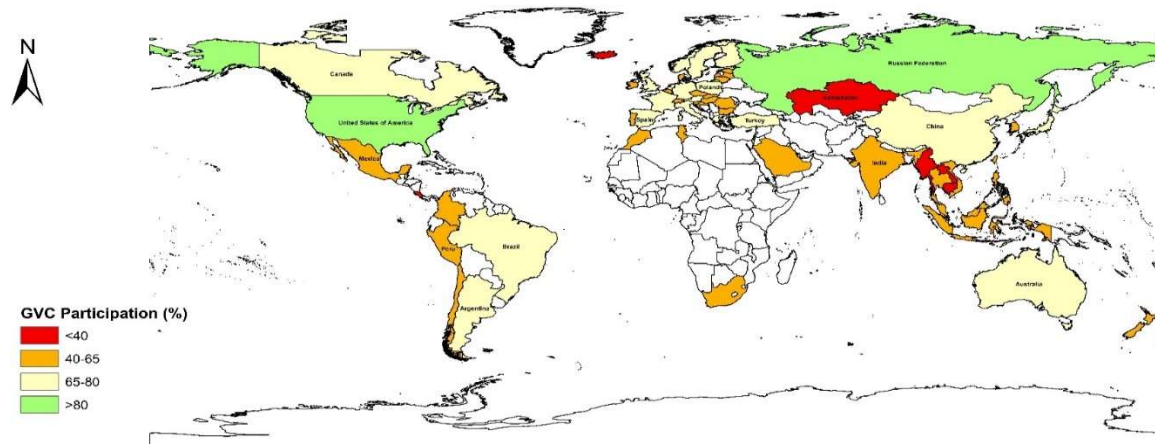 N
Canada
Russian Federation
Poland
United States of America
Spain
Turkey
China
Mexico
India
Peru
Brazil
Argentina
Australia
GVC Participation (%)
<40
40-65
65-80
>80